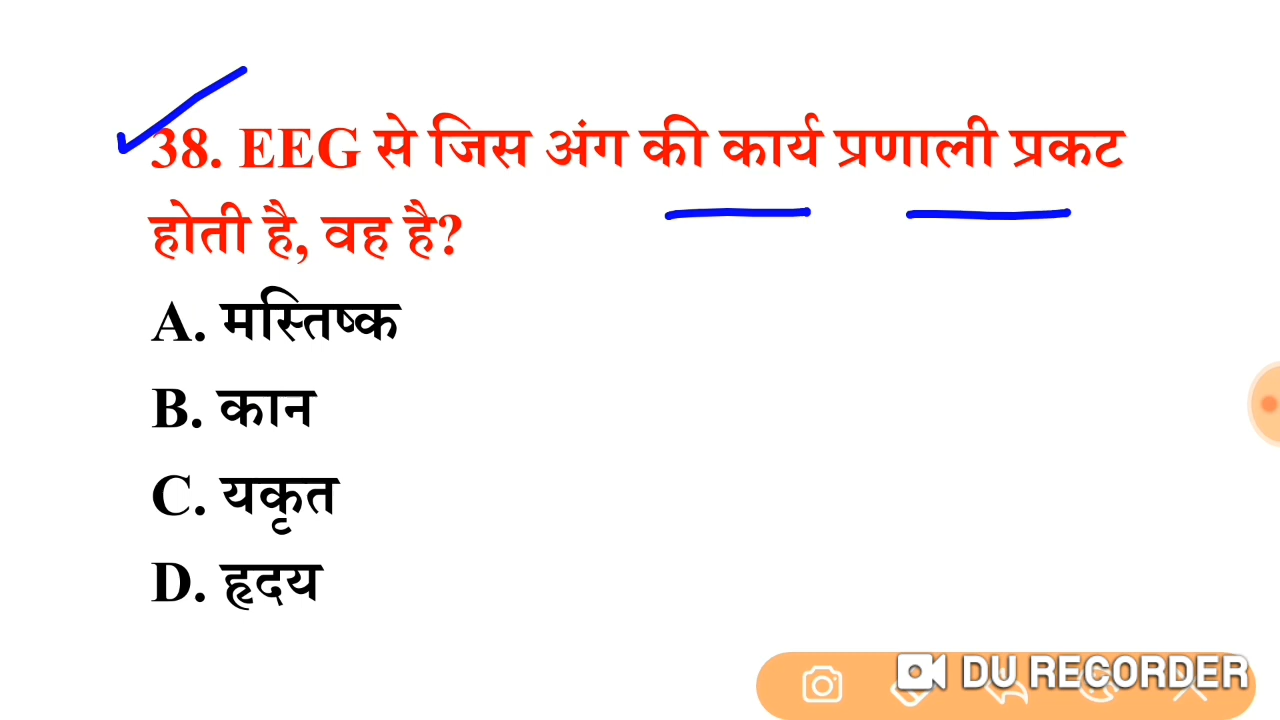 38. EEG से जिस अंग की कार्य प्रणाली प्रकट
होती है, वह है?
A. मस्तिष्क
B. कान
C. यकृत
D. हृदय
DU RECORDER